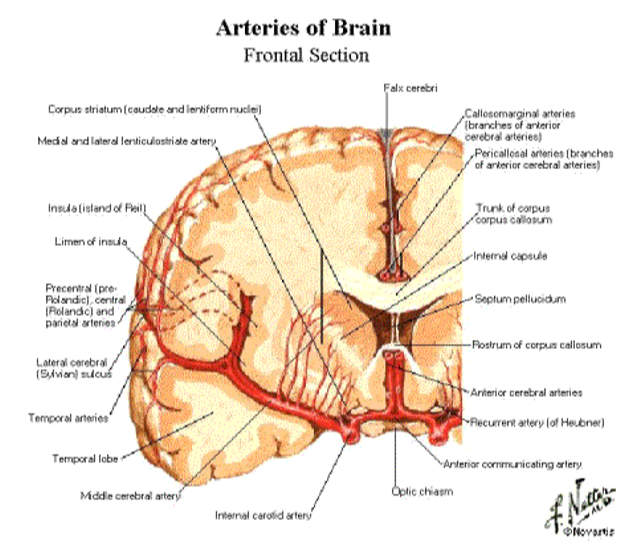 Arteries of Brain
Frontal Section
Falx cerebri
Corpus striatum (caudate and lentiform nuclei)
Medial and lateral lenticulostriate artery
Insula (island of Reil)
Limen of insula
Precentral (pre-
Rolandic), central
(Rolandic) and
parietal arteries
Lateral cerebral
(Sylvian) sulcus
Temporal arteries
Temporal lobe
Middle cerebral artery
Internal carotid artery
Callosomarginal arteries
(branches of anterior
cerebral arteries)
Pericallosal arteries (branches
of anterior cerebral arteries)
Trunk of corpus
corpus callosum
Internal capsule
Septum pellucidum
Rostrum of corpus callosum
Anterior cerebral arteries
Recurrent artery (of Heubner)
Anterior communicating artery
Optic chiasm
F. Netter M.D.
©Novartis